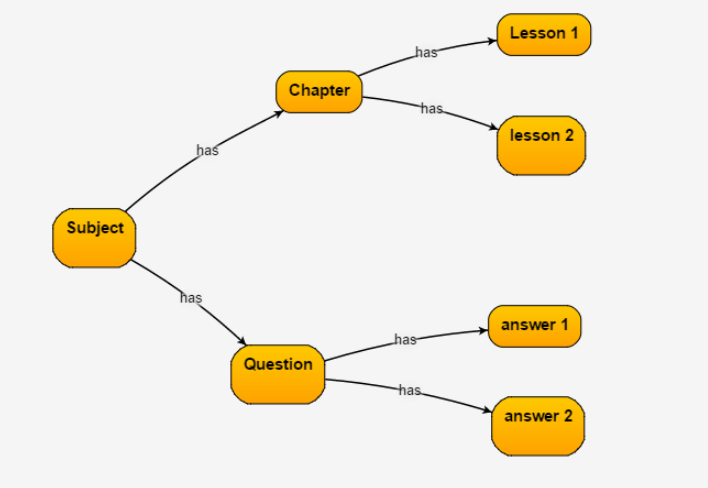 Lesson 1
has
Chapter
has
lesson 2
has
Subject
has
answer 1
has
Question
has
answer 2